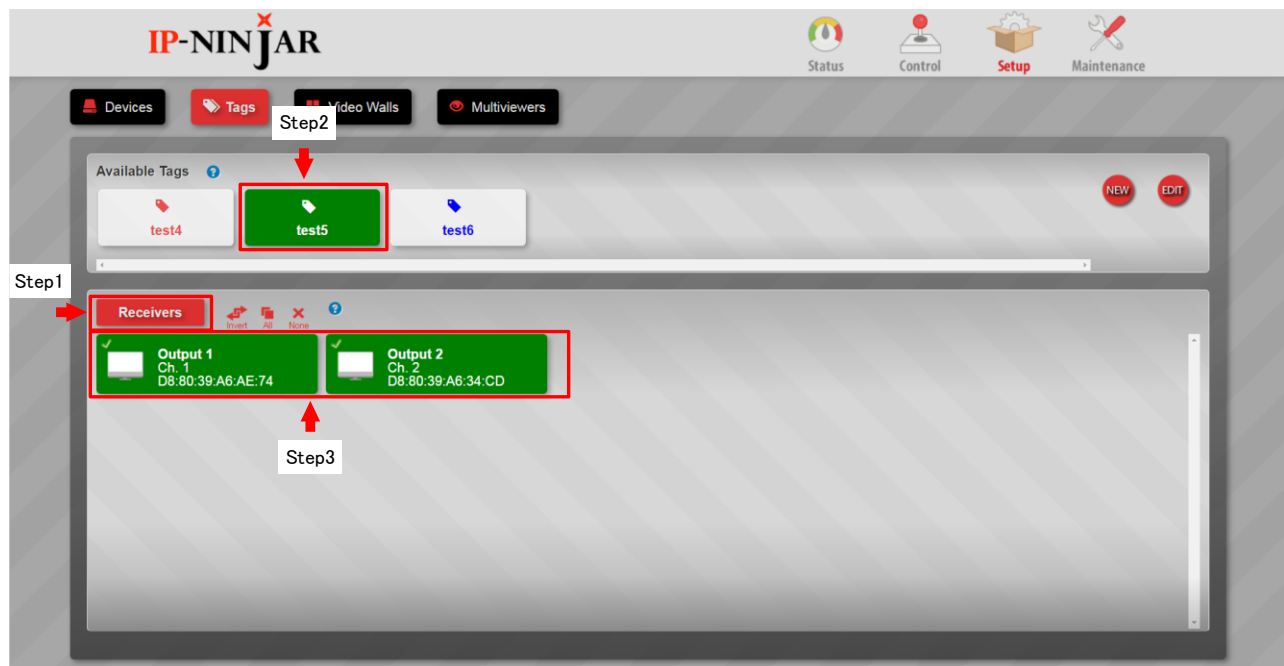 IP-NINJAR
Status
Control
Setup
Maintenance
Devices
Tags
Video Walls
Multiviewers
Step2
Available Tags
?
NEW
EDIT
test4
test5
test6
Step1
Receivers
Invert
All
None
?
Output 1
Ch. 1
D8:80:39:A6:AE:74
Output 2
Ch. 2
D8:80:39:A6:34:CD
Step3